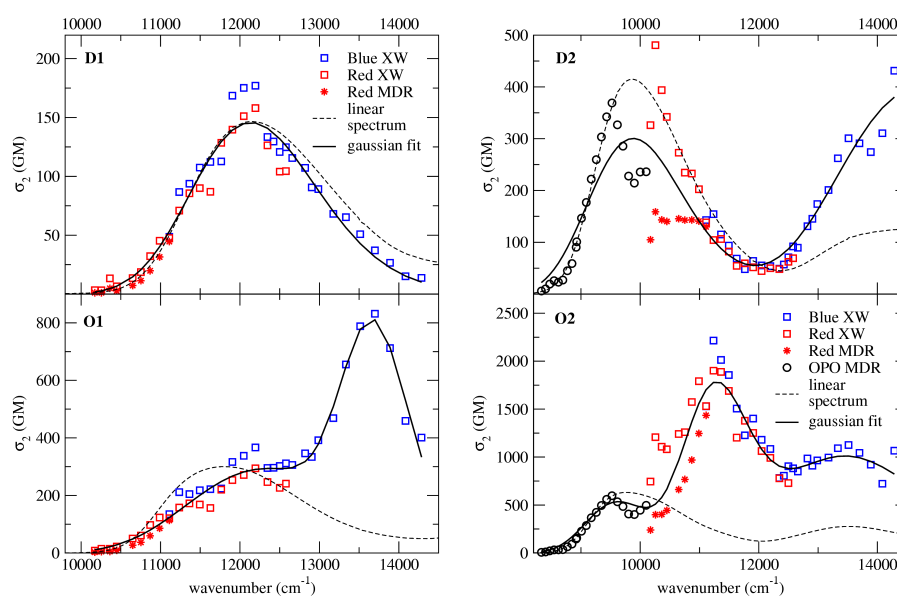 10000 11000 12000 13000 14000
10000 12000 14000
D1
Blue XW
Red XW
Red MDR
linear
spectrum
gaussian fit
200
150
100
50
σ2 (GM)
D2
500
400
300
200
100
σ2 (GM)
O1
800
600
400
200
0
σ2 (GM)
10000 11000 12000 13000 14000
wavenumber (cm-1)
O2
Blue XW
Red XW
Red MDR
OPO MDR
linear
spectrum
gaussian fit
2500
2000
1500
1000
500
0
σ2 (GM)
10000 12000 14000
wavenumber (cm-1)